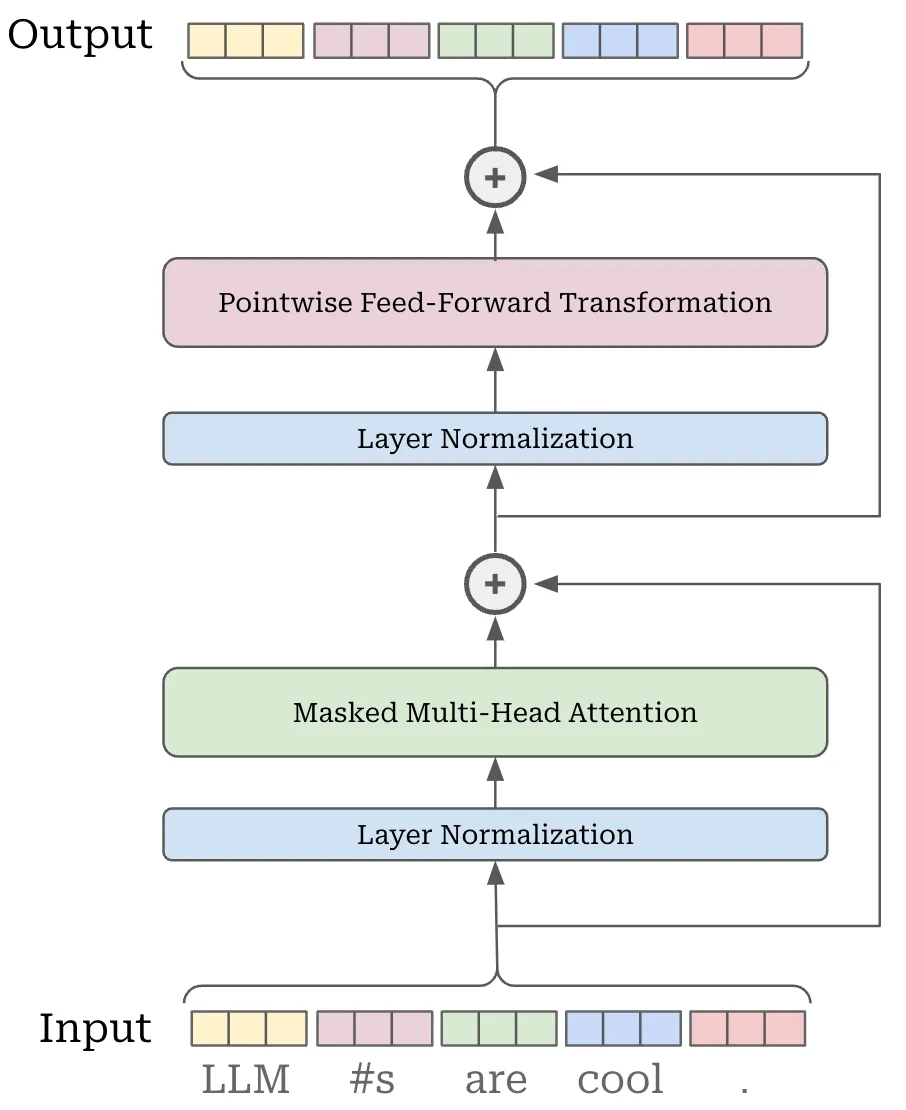 Output
+
Pointwise Feed-Forward Transformation
Layer Normalization
+
Masked Multi-Head Attention
Layer Normalization
Input
LLM #s are cool .